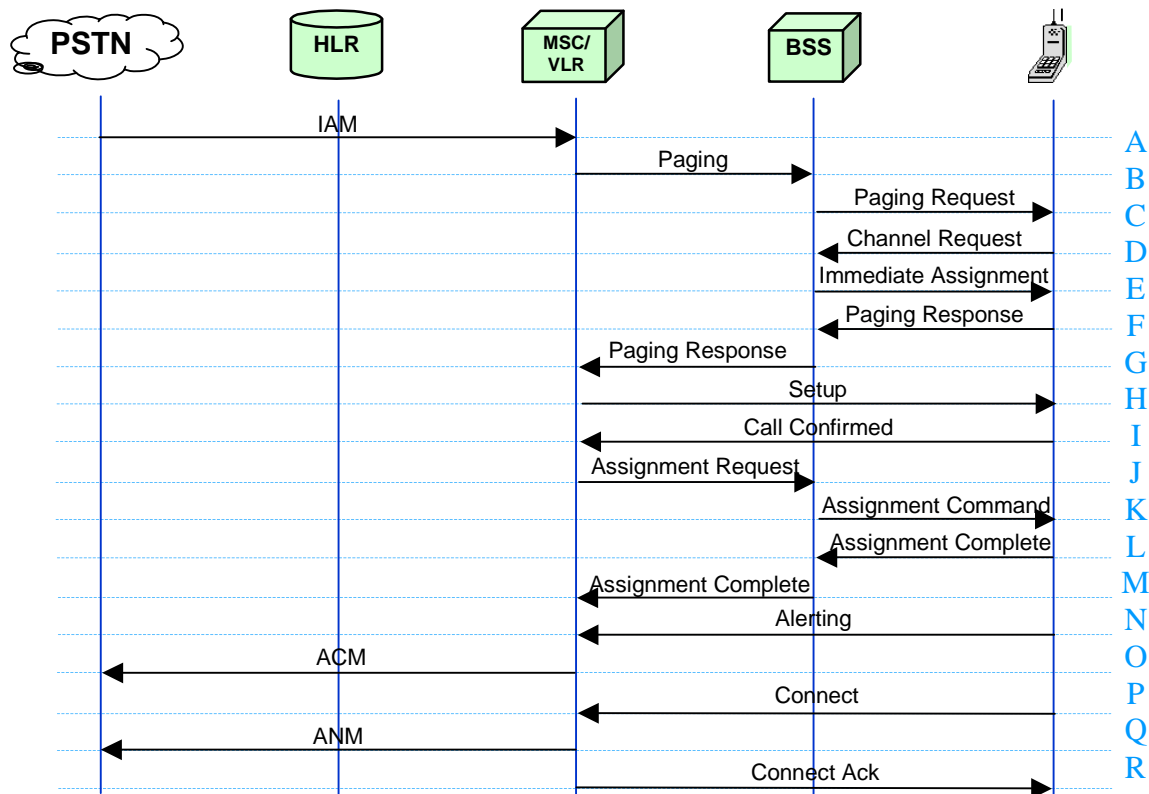 PSTN
HLR
MSC/
VLR
BSS
IAM
A
Paging
B
Paging Request
C
Channel Request
D
Immediate Assignment
E
Paging Response
F
Paging Response
G
Setup
H
Call Confirmed
I
Assignment Request
J
Assignment Command
K
Assignment Complete
L
Assignment Complete
M
Alerting
N
ACM
O
Connect
P
ANM
Q
Connect Ack
R